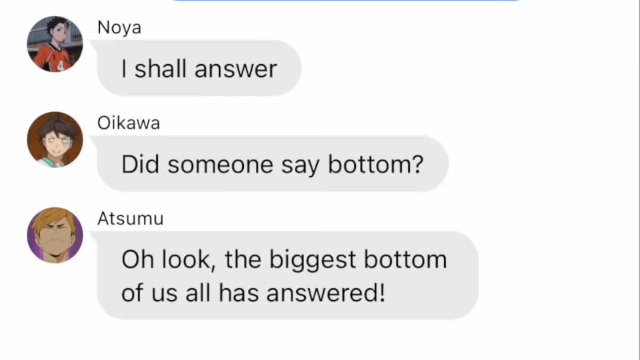 Noya
I shall answer
Oikawa
Did someone say bottom?
Atsumu
Oh look, the biggest bottom
of us all has answered!